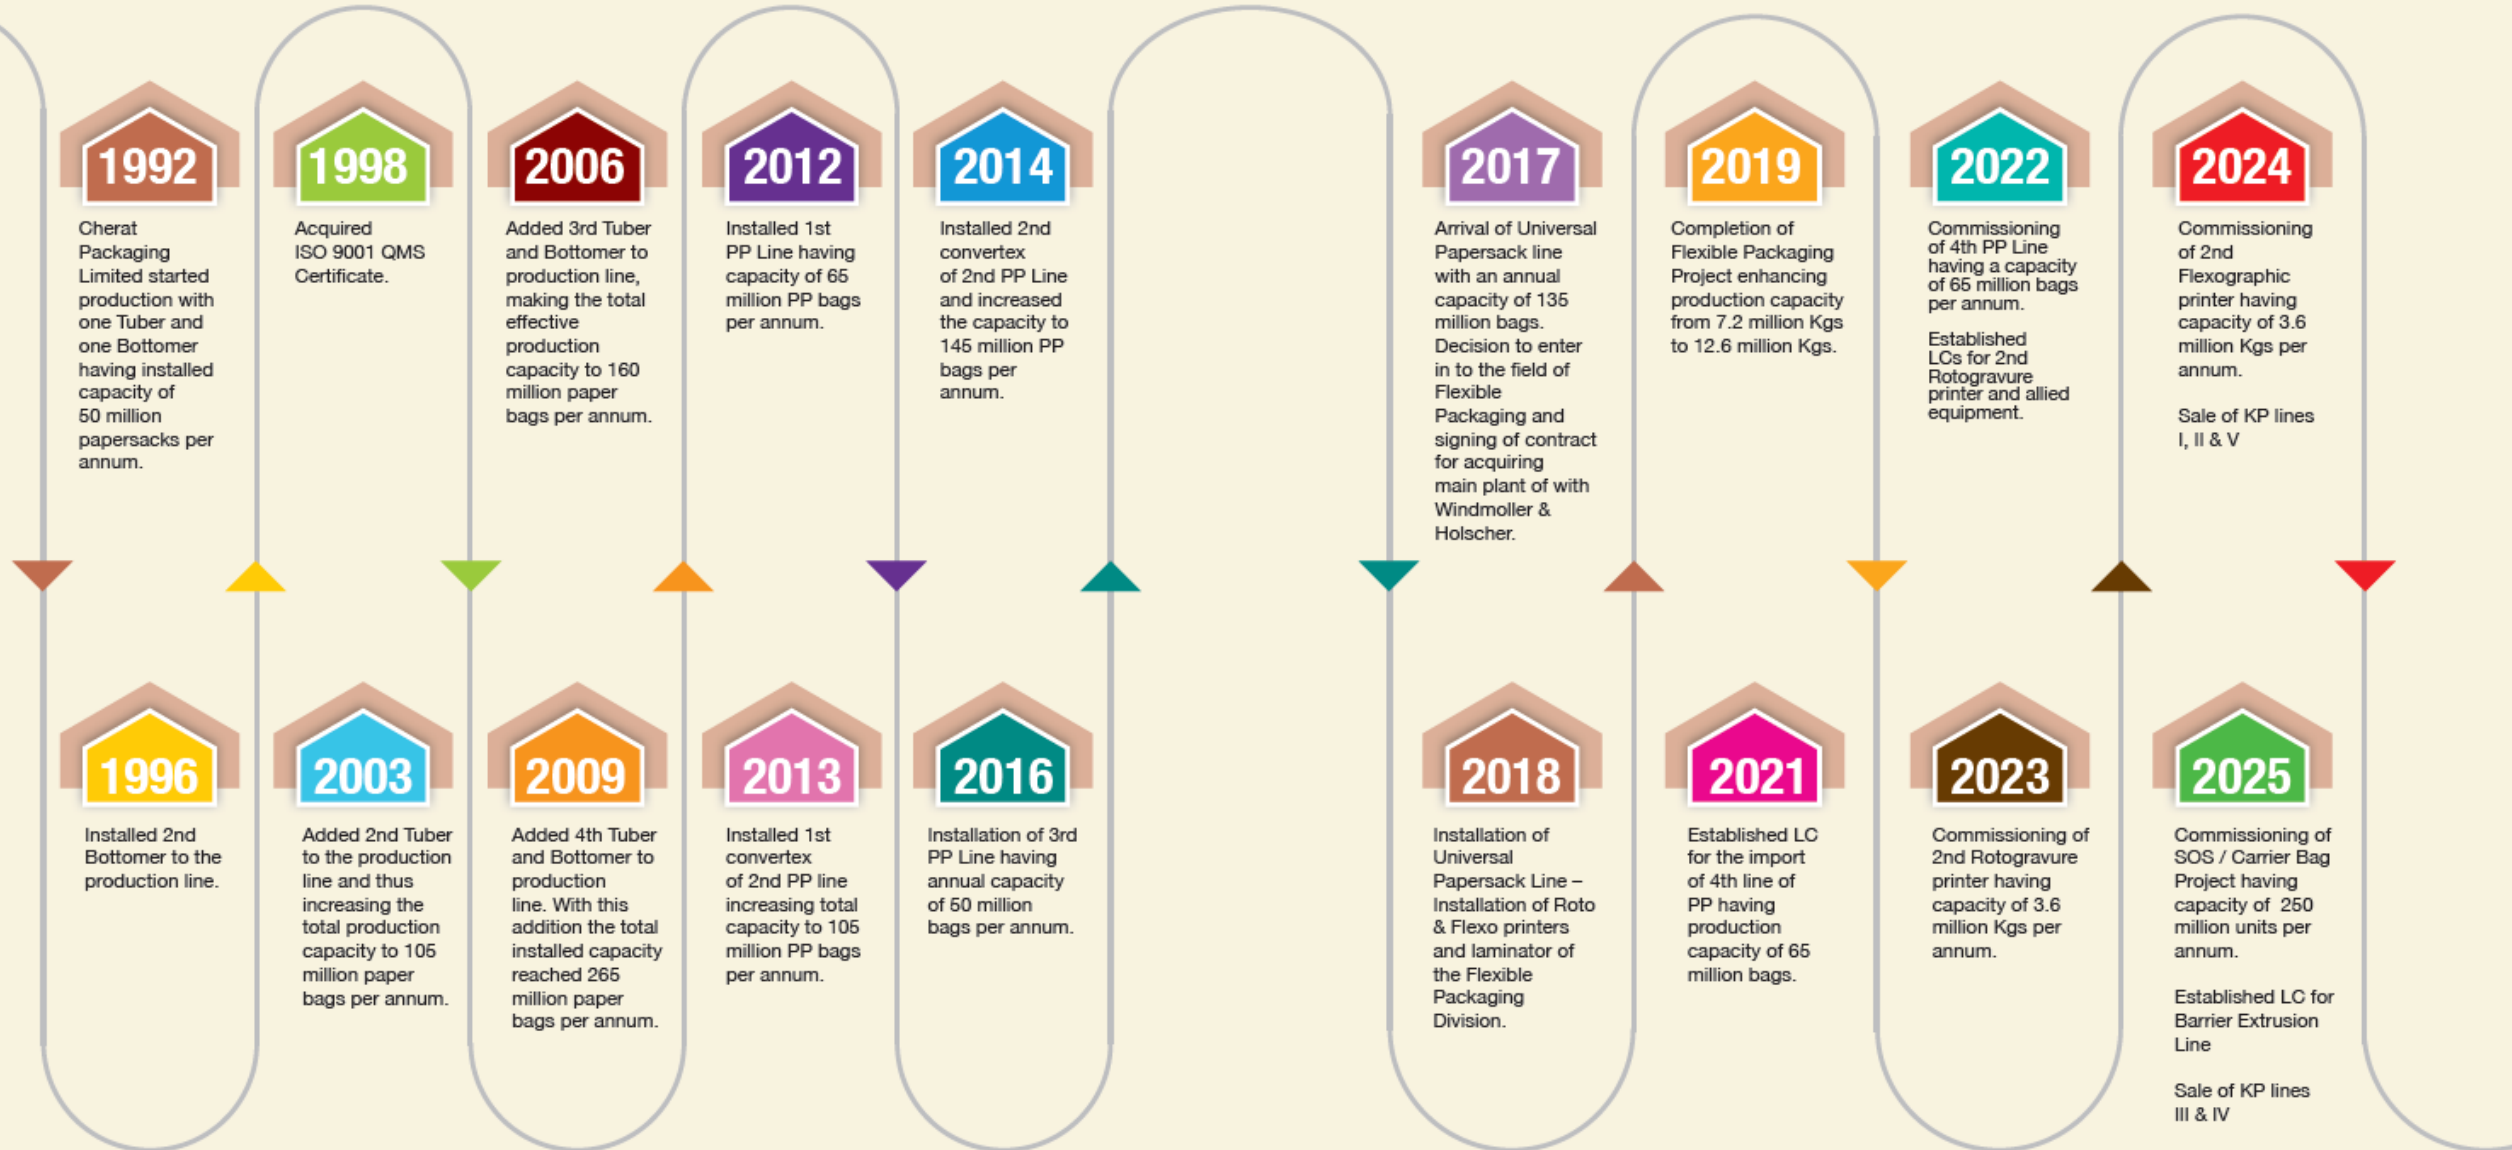 1992
Cherat
Packaging
Limited started
production with
one Tuber and
one Bottomer
having installed
capacity of
50 million
papersacks per
annum.
1996
Installed 2nd
Bottomer to the
production line.
1998
Acquired
ISO 9001 QMS
Certificate.
2003
Added 2nd Tuber
to the production
line and thus
increasing the
total production
capacity to 105
million paper
bags per annum.
2006
Added 3rd Tuber
and Bottomer to
production line,
making the total
effective
production
capacity to 160
million paper
bags per annum.
2009
Added 4th Tuber
and Bottomer to
production
line. With this
addition the total
installed capacity
reached 265
million paper
bags per annum.
2012
Installed 1st
PP Line having
capacity of 65
million PP bags
per annum.
2013
Installed 1st
convertex
of 2nd PP line
increasing total
capacity to 105
million PP bags
per annum.
2014
Installed 2nd
convertex
of 2nd PP Line
and increased
the capacity to
145 million PP
bags per
annum.
2016
Installation of 3rd
PP Line having
annual capacity
of 50 million
bags per annum.
2017
Arrival of Universal
Papersack line
with an annual
capacity of 135
million bags.
Decision to enter
in to the field of
Flexible
Packaging and
signing of contract
for acquiring
main plant of with
Windmoller &
Holscher.
2018
Installation of
Universal
Papersack Line –
Installation of Roto
& Flexo printers
and laminator of
the Flexible
Packaging
Division.
2019
Completion of
Flexible Packaging
Project enhancing
production capacity
from 7.2 million Kgs
to 12.6 million Kgs.
2021
Established LC
for the import
of 4th line of
PP having
production
capacity of 65
million bags.
2022
Commissioning
of 4th PP Line
having a capacity
of 65 million bags
per annum.
Established
LCs for 2nd
Rotogravure
printer and allied
equipment.
2023
Commissioning of
2nd Rotogravure
printer having
capacity of 3.6
million Kgs per
annum.
2024
Commissioning
of 2nd
Flexographic
printer having
capacity of 3.6
million Kgs per
annum.
Sale of KP lines
I, II & V
2025
Commissioning of
SOS / Carrier Bag
Project having
capacity of 250
million units per
annum.
Established LC for
Barrier Extrusion
Line
Sale of KP lines
III & IV